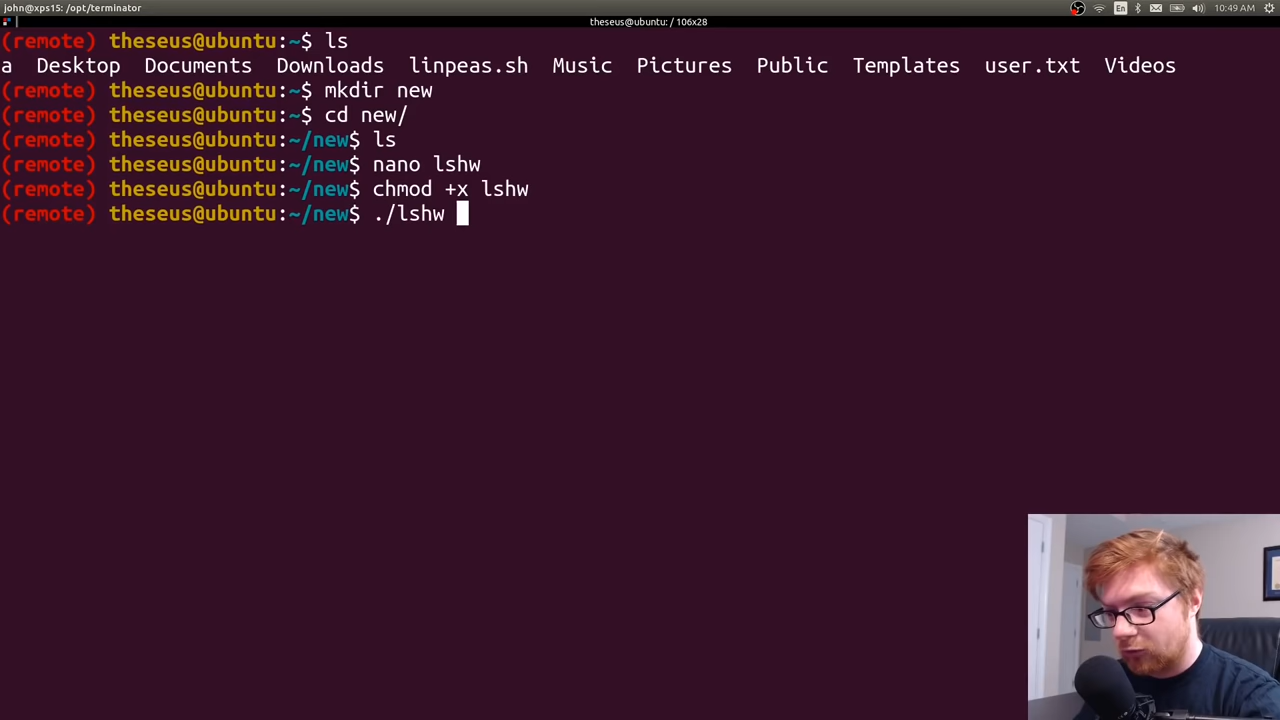 john@xps15: /opt/terminator
En
10:49 AM
theseus@ubuntu: / 106x28
(remote) theseus@ubuntu:~$ ls
a Desktop Documents Downloads linpeas.sh Music Pictures Public Templates user.txt Videos
(remote) theseus@ubuntu:~$ mkdir new
(remote) theseus@ubuntu:~$ cd new/
(remote) theseus@ubuntu:~/new$ ls
(remote) theseus@ubuntu:~/new$ nano lshw
(remote) theseus@ubuntu:~/new$ chmod +x lshw
(remote) theseus@ubuntu:~/new$ ./lshw